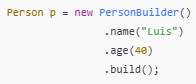 Person p = new PersonBuilder()
               .name("Luis")
               .age(40)
               .build();